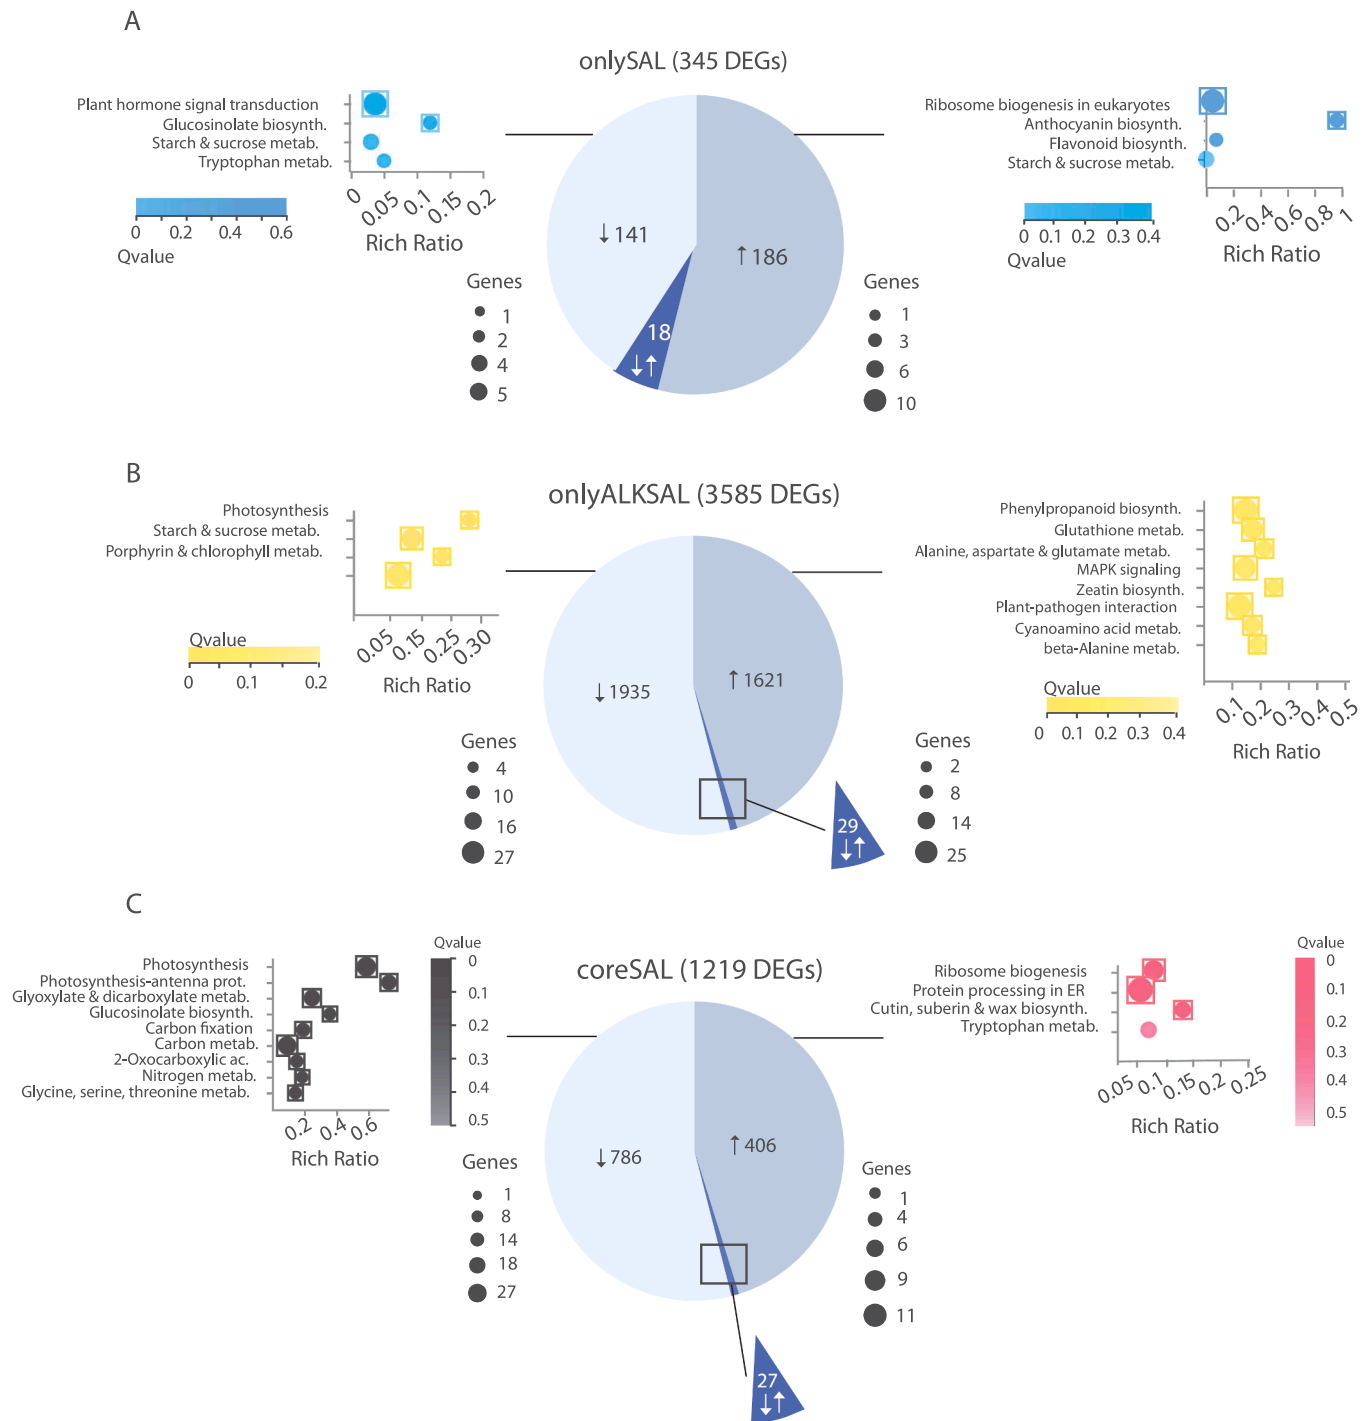 A
onlySAL (345 DEGs)
Plant hormone signal transduction
Glucosinolate biosynth.
Starch & sucrose metab.
Tryptophan metab.
0 0.05 0.1 0.15 0.2
Rich Ratio
0 0.2 0.4 0.6
Qvalue
↓ 141
↑ 186
18
↓↑
Genes
1
2
4
5
Genes
1
3
6
10
Ribosome biogenesis in eukaryotes
Anthocyanin biosynth.
Flavonoid biosynth.
Starch & sucrose metab.
0.2 0.4 0.6 0.8 1
Rich Ratio
0 0.1 0.2 0.3 0.4
Qvalue
B
onlyALKSAL (3585 DEGs)
Photosynthesis
Starch & sucrose metab.
Porphyrin & chlorophyll metab.
0.05 0.15 0.25 0.30
Rich Ratio
Qvalue
0 0.1 0.2
↓ 1935
↑ 1621
29
↓↑
Genes
4
10
16
27
Genes
2
8
14
25
Phenylpropanoid biosynth.
Glutathione metab.
Alanine, aspartate & glutamate metab.
MAPK signaling
Zeatin biosynth.
Plant-pathogen interaction
Cyanoamino acid metab.
beta-Alanine metab.
0.1 0.2 0.3 0.4 0.5
Rich Ratio
Qvalue
0 0.1 0.2 0.3 0.4
C
coreSAL (1219 DEGs)
Photosynthesis
Photosynthesis-antenna prot.
Glyoxylate & dicarboxylate metab.
Glucosinolate biosynth.
Carbon fixation
Carbon metab.
2-Oxocarboxylic ac.
Nitrogen metab.
Glycine, serine, threonine metab.
0.2 0.4 0.6
Rich Ratio
Qvalue
0
0.1
0.2
0.3
0.4
0.5
↓ 786
↑ 406
27
↓↑
Genes
1
8
14
18
27
Genes
1
4
6
9
11
Ribosome biogenesis
Protein processing in ER
Cutin, suberin & wax biosynth.
Tryptophan metab.
0.05 0.1 0.15 0.2 0.25
Rich Ratio
Qvalue
0
0.1
0.2
0.3
0.4
0.5